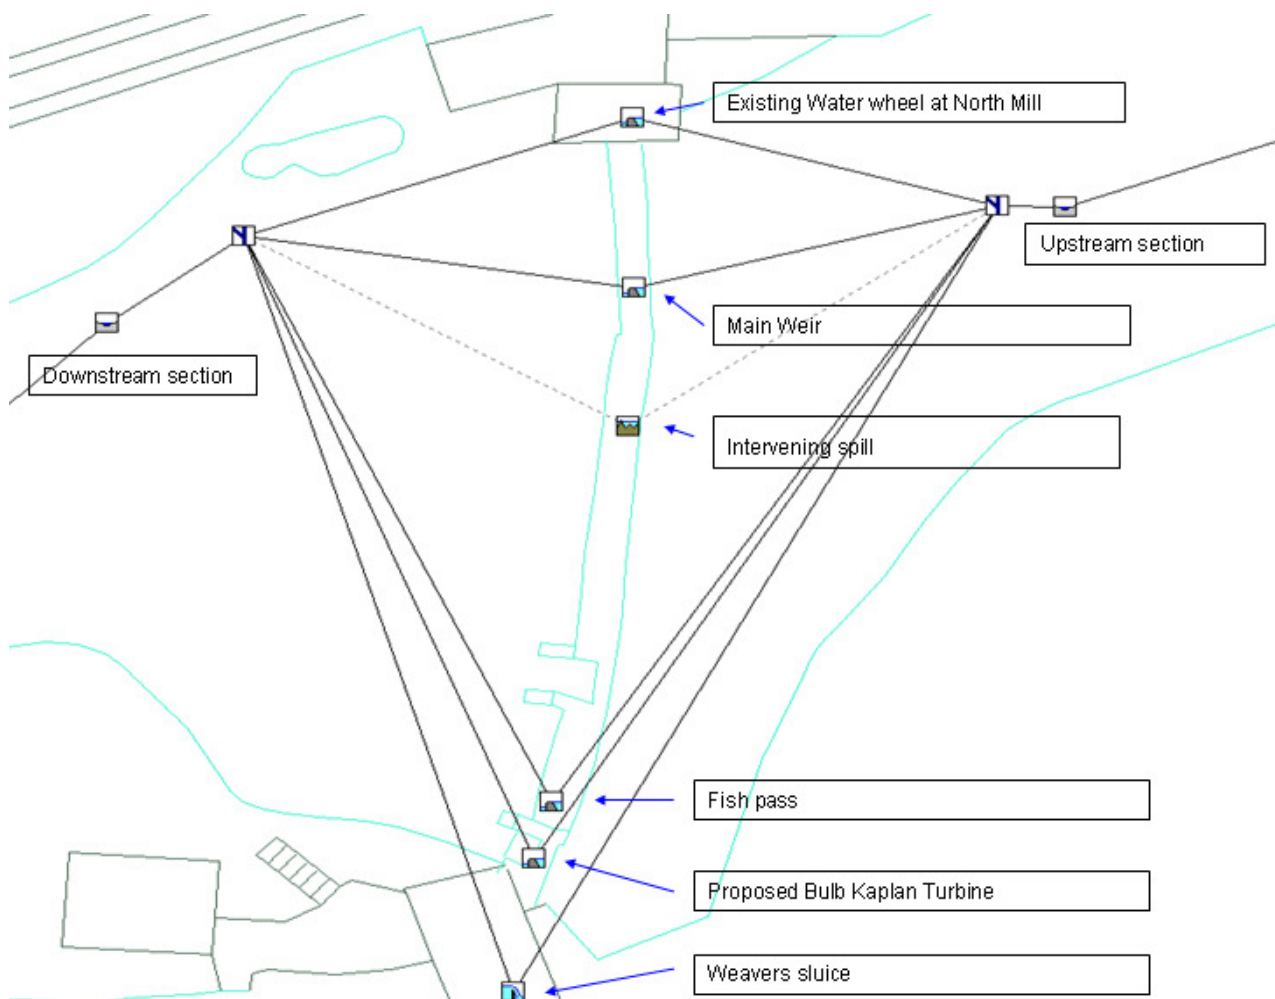 Existing Water wheel at North Mill
Upstream section
Main Weir
Downstream section
Intervening spill
Fish pass
Proposed Bulb Kaplan Turbine
Weavers sluice